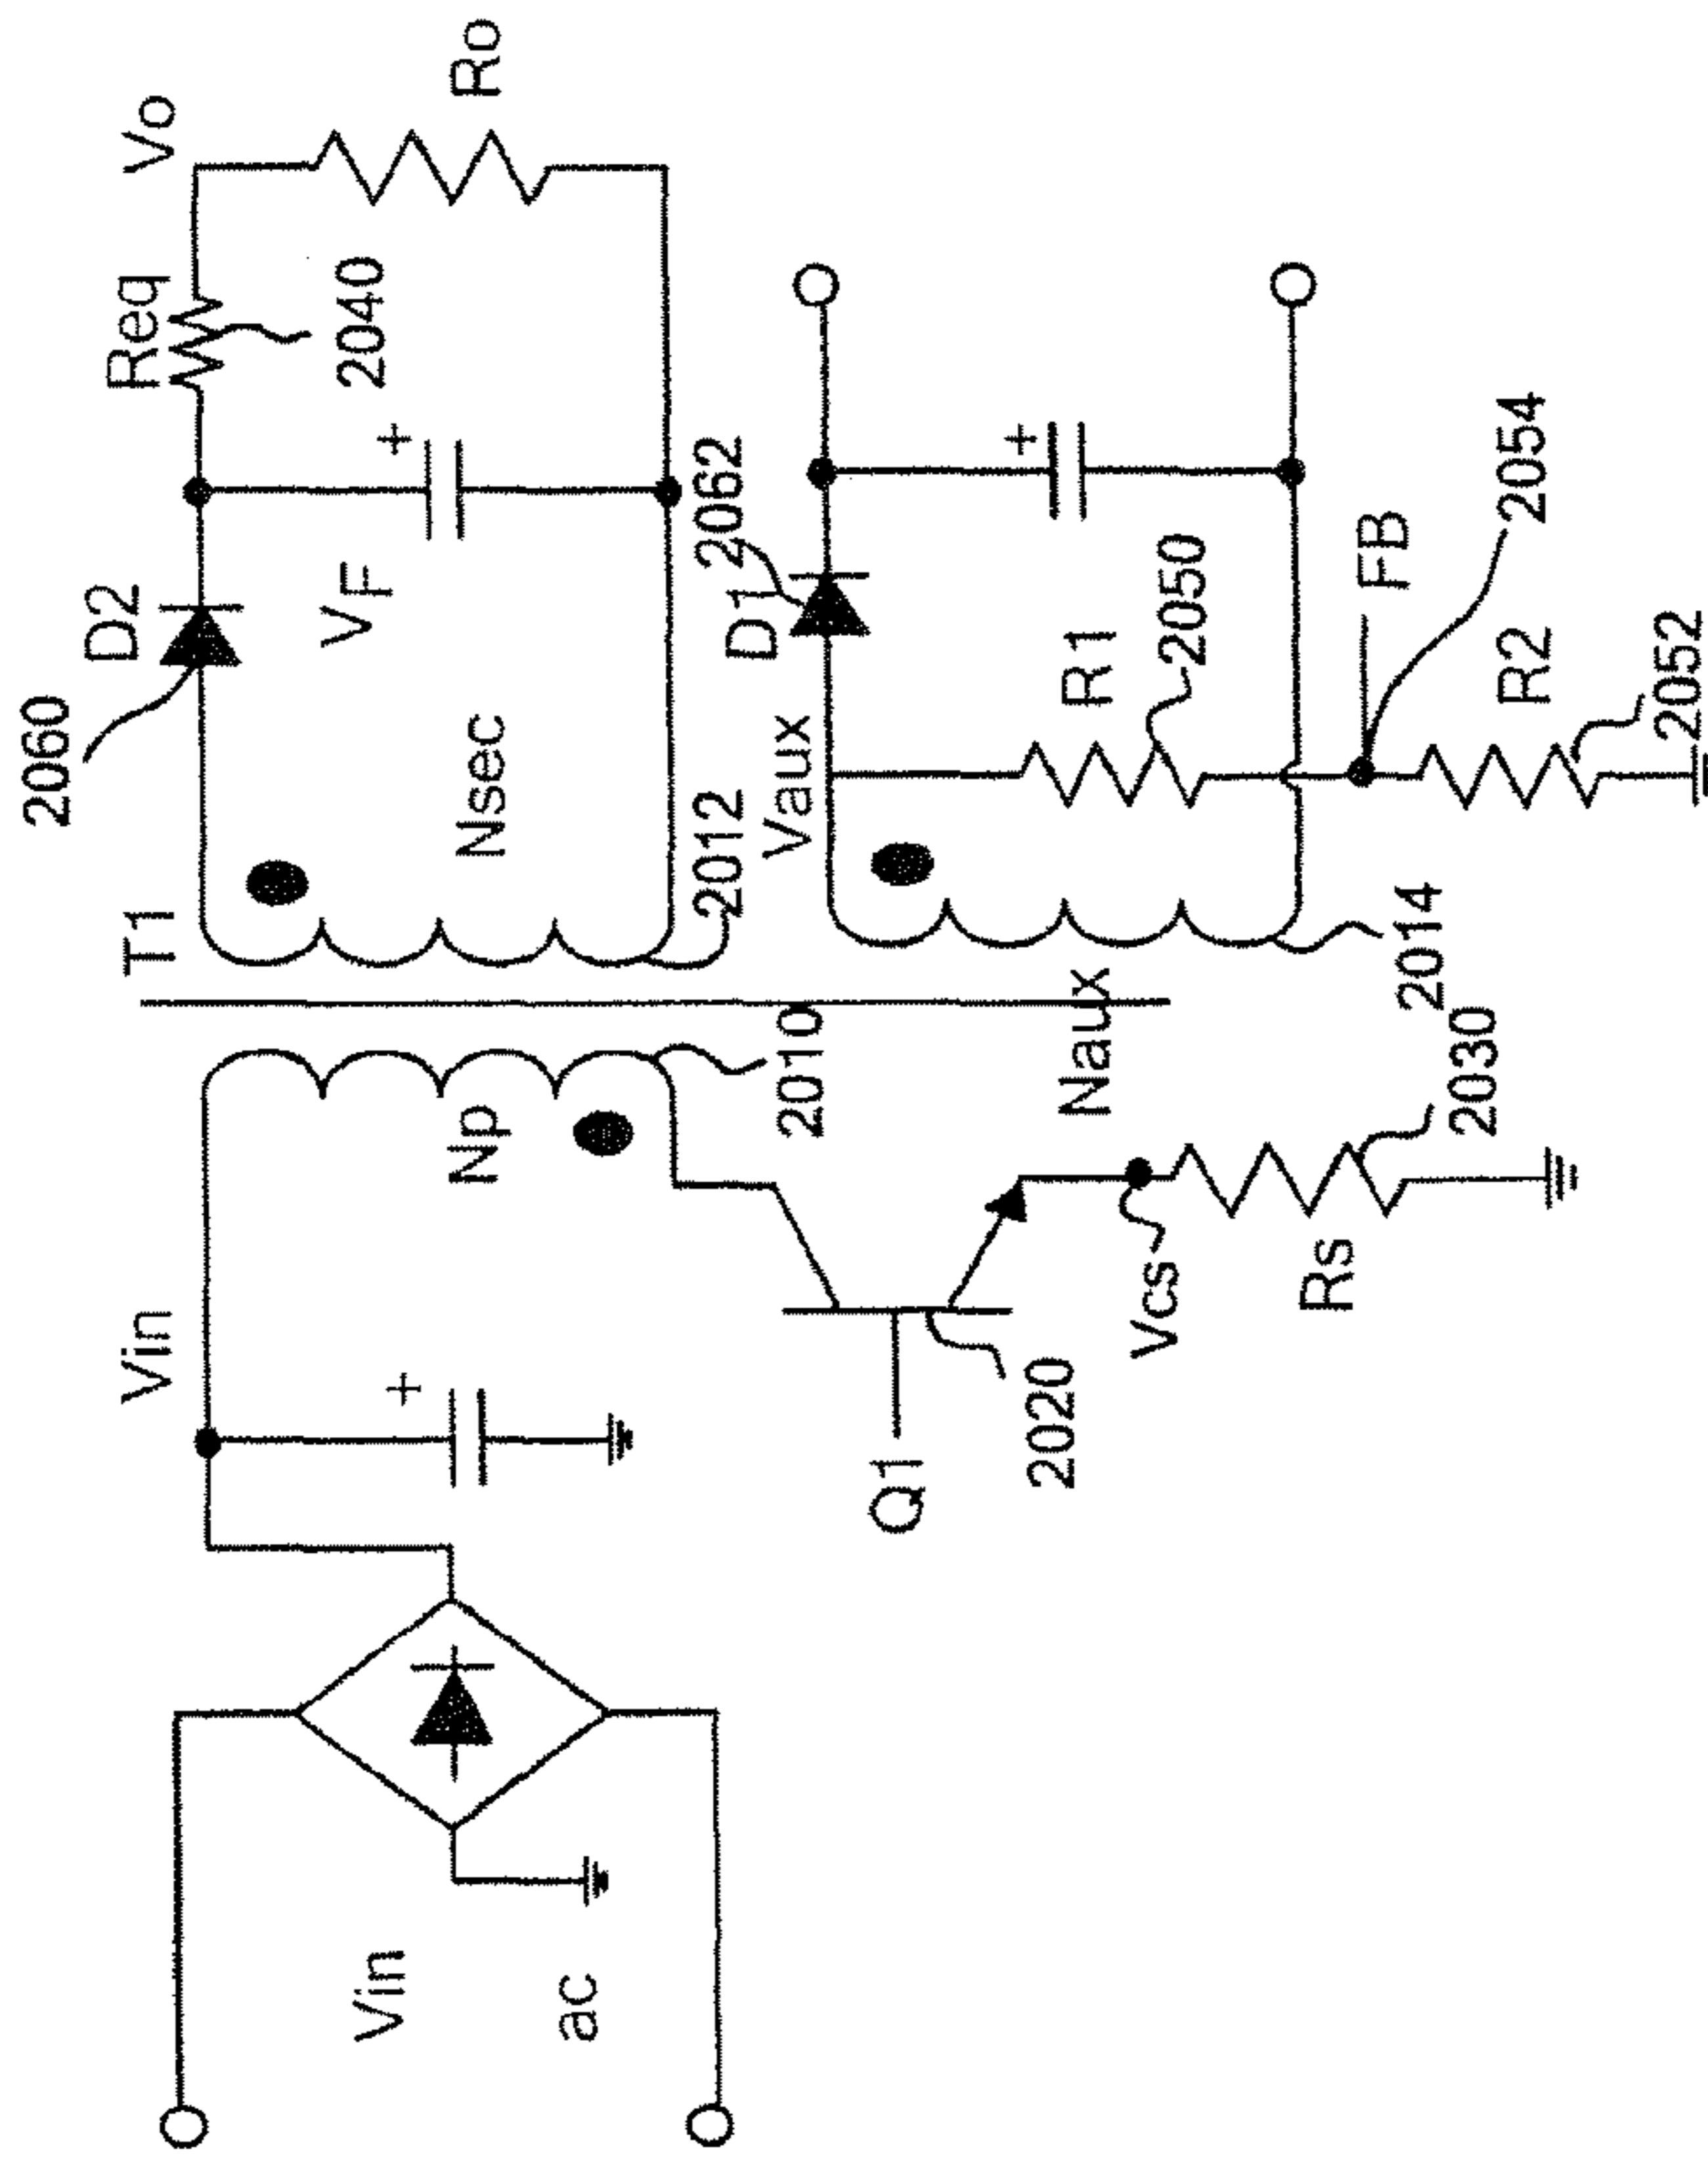 Vin
ac
Vin
Np
2010
Q1
2020
Vcs
Rs
2030
T1
Nsec
2012
2060
D2
VF
Req
2040
Vo
Ro
Naux
2014
Vaux
D1
2062
R1
2050
FB
2054
R2
2052